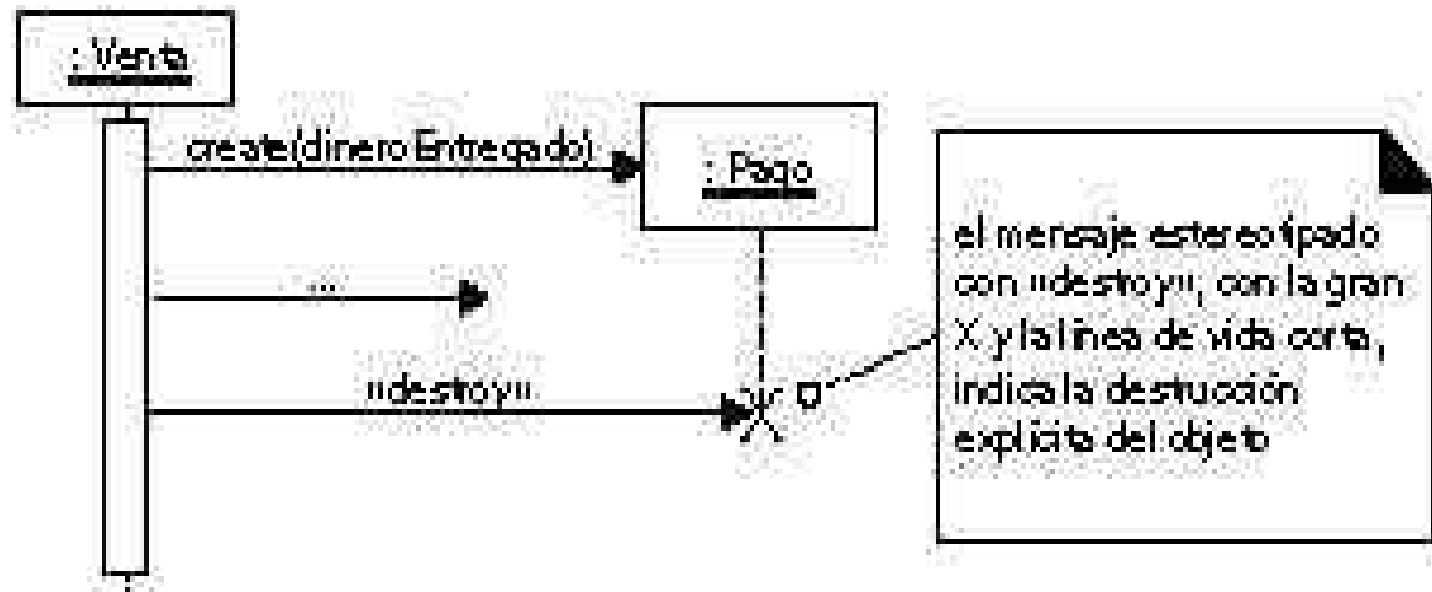 : Venta
create(dineroEntregado)
: Pago
...
«destroy»
el mensaje estereotipado
con «destroy», con la gran
X y la línea de vida corta,
indica la destrucción
explícita del objeto